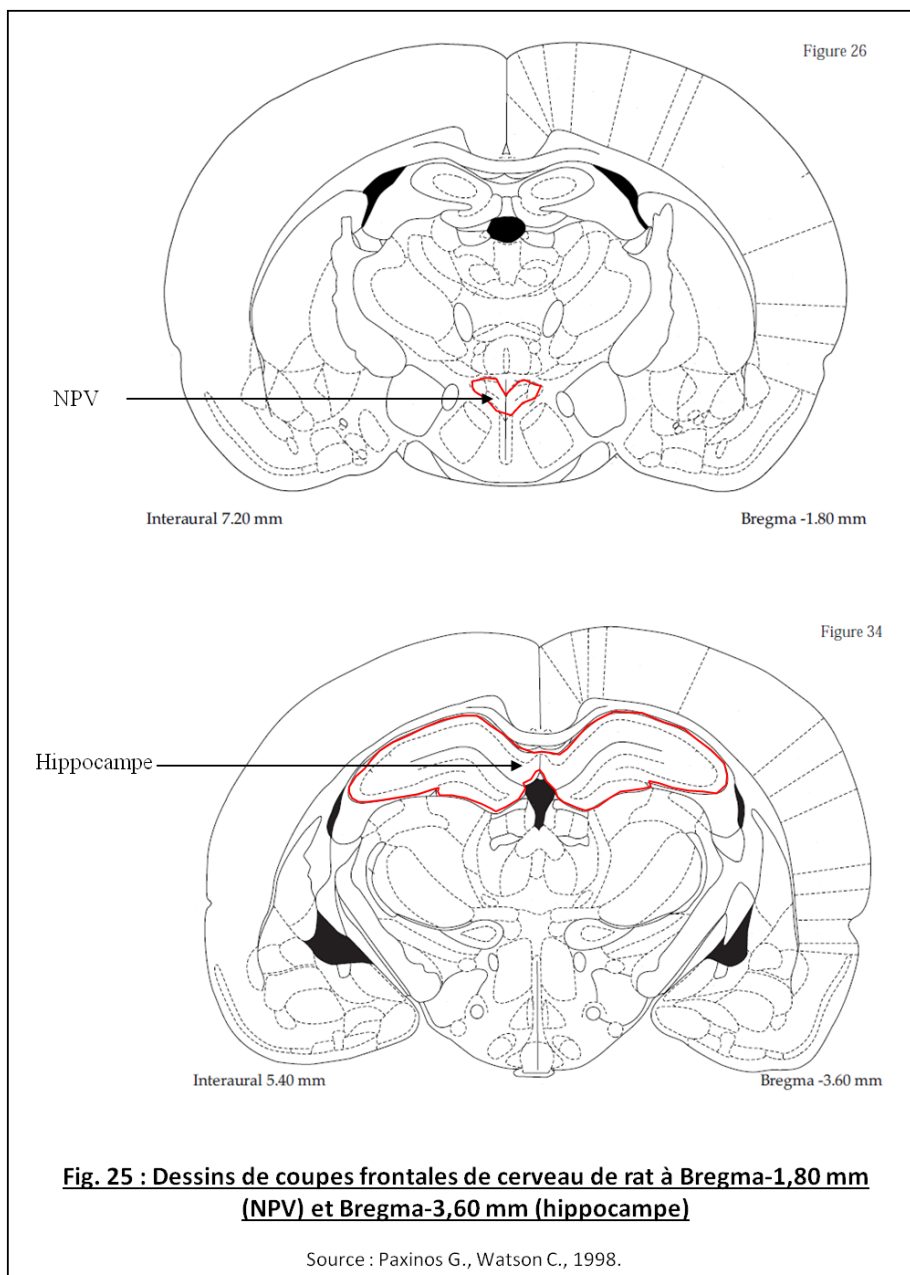 Figure 26
NPV
Interaural 7.20 mm
Bregma -1.80 mm
Figure 34
Hippocampe
Interaural 5.40 mm
Bregma -3.60 mm
Fig. 25 : Dessins de coupes frontales de cerveau de rat à Bregma-1,80 mm
(NPV) et Bregma-3,60 mm (hippocampe)
Source : Paxinos G., Watson C., 1998.